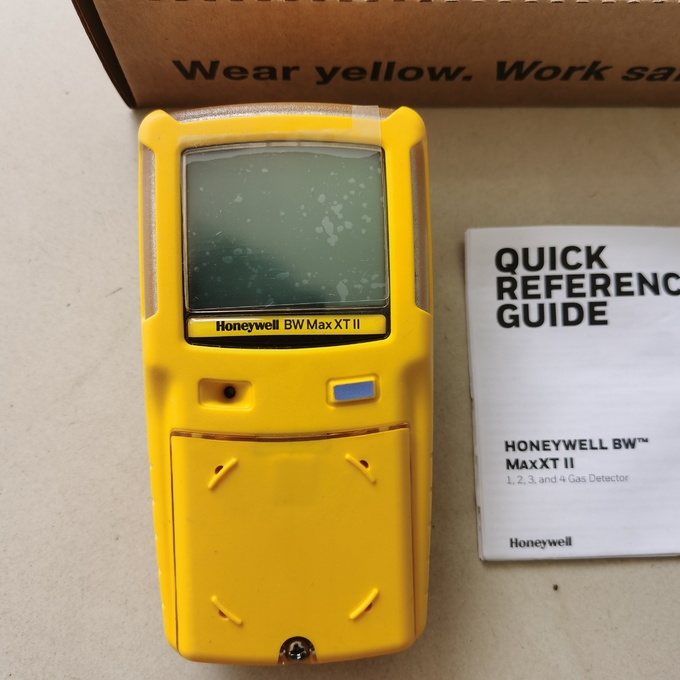 Wear yellow. Work
Honeywell BW Max XT II
QUICK
REFERENC
GUIDE
HONEYWELL BW™
MAXXT II
1, 2, 3, and 4 Gas Detector
Honeywell